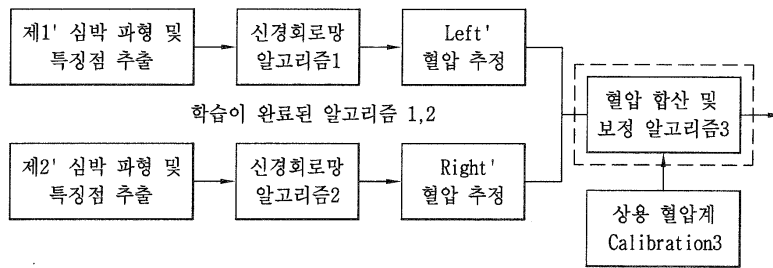 제1' 심박 파형 및
특징점 추출
신경회로망
알고리즘1
Left'
혈압 추정
학습이 완료된 알고리즘 1,2
혈압 합산 및
보정 알고리즘3
제2' 심박 파형 및
특징점 추출
신경회로망
알고리즘2
Right'
혈압 추정
상용 혈압계
Calibration3